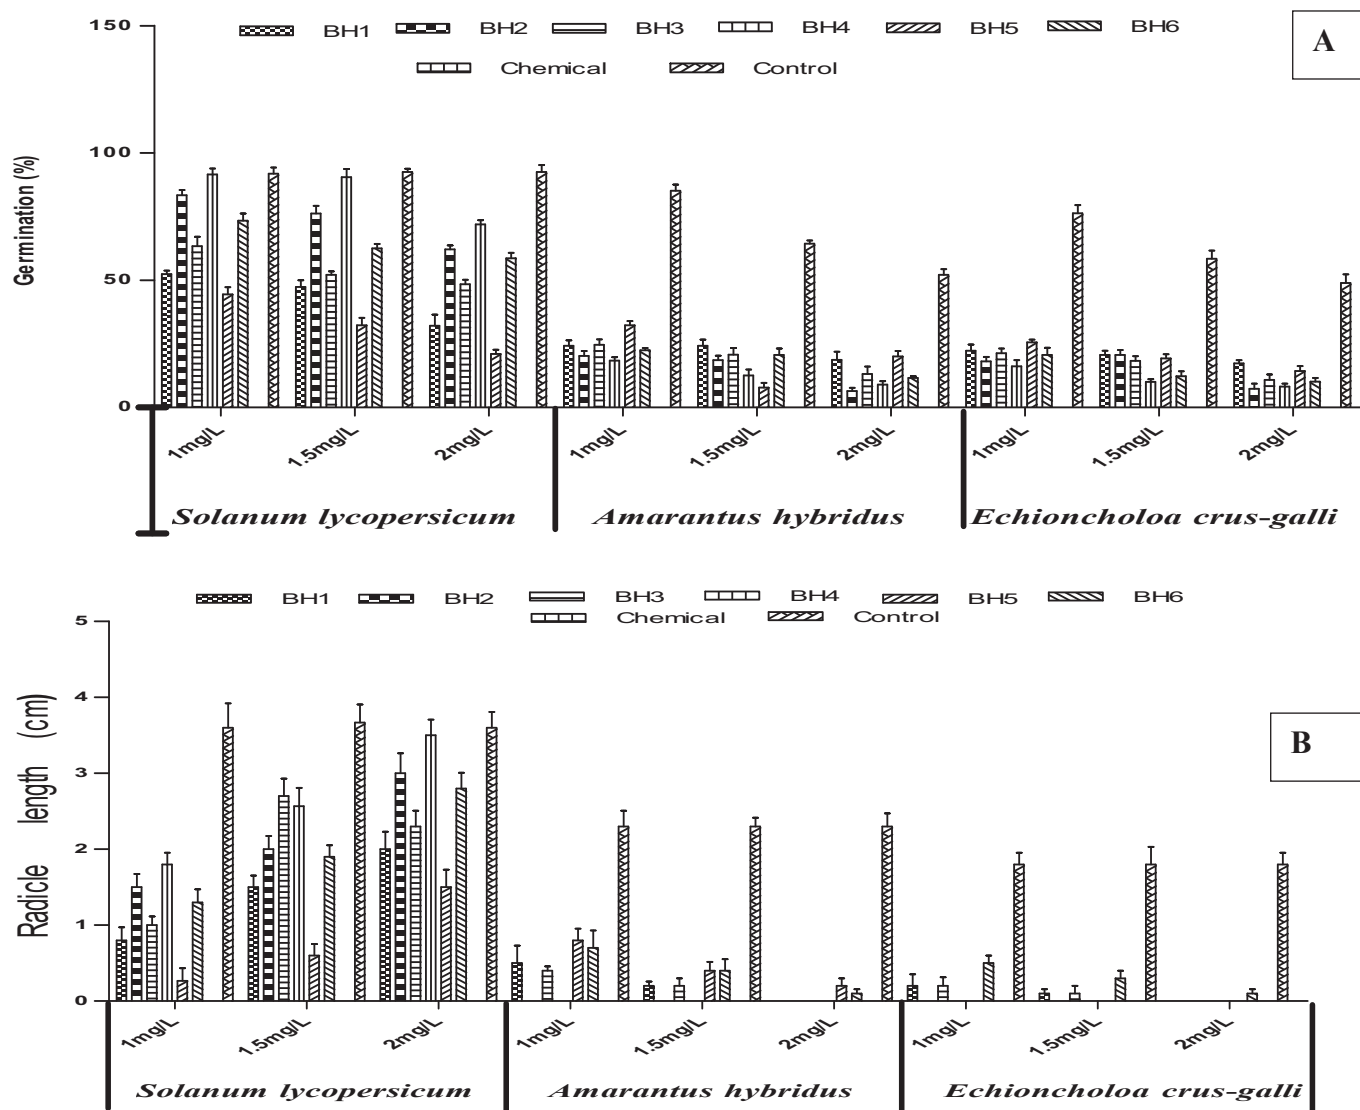 150
BH1 BH2 BH3 BH4 BH5 BH6
A
Chemical Control
Germination (%)
100
50
0
1mg/L 1.5mg/L 2mg/L 1mg/L 1.5mg/L 2mg/L 1mg/L 1.5mg/L 2mg/L
Solanum lycopersicum Amarantus hybridus Echioncholoa crus-galli
BH1 BH2 BH3 BH4 BH5 BH6
Chemical Control
5
Radicle length (cm)
4
B
3
2
1
0
1mg/L 1.5mg/L 2mg/L 1mg/L 1.5mg/L 2mg/L 1mg/L 1.5mg/L 2mg/L
Solanum lycopersicum Amarantus hybridus Echioncholoa crus-galli